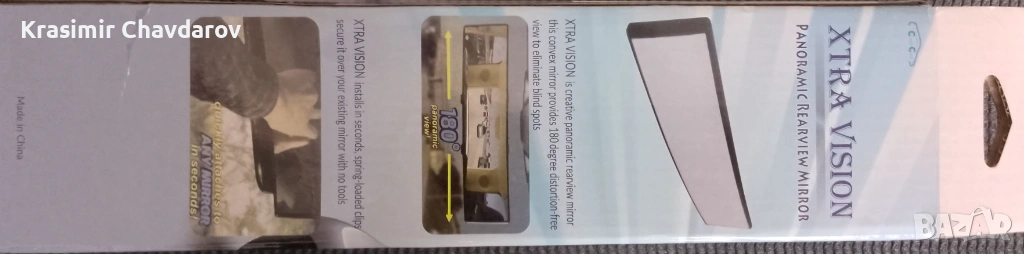 Krasimir Chavdarov
XTRA VISION
PANORAMIC REARVIEW MIRROR
XTRA VISION is creative panoramic rearview mirror
this convex mirror provides 180 degree distortion-free
view to eliminate blind spots
180°
panoramic
view!
XTRA VISION installs in seconds, spring-loaded clips
secure it over your existing mirror with no tools
ANY MIRROR
in seconds!
Made in China
BAZAR